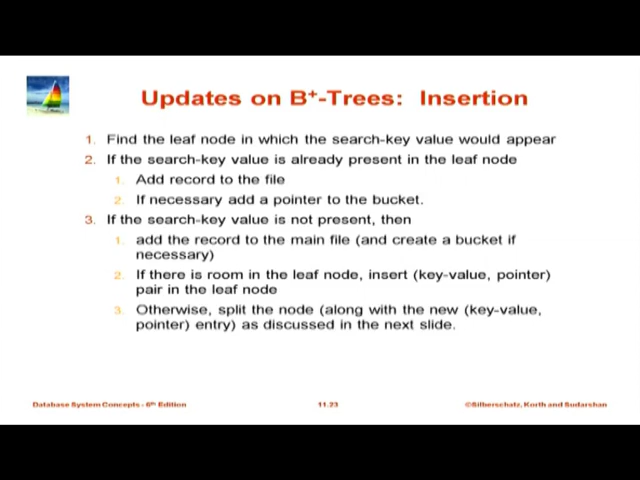 Updates on B+-Trees: Insertion
1. Find the leaf node in which the search-key value would appear
2. If the search-key value is already present in the leaf node
1. Add record to the file
2. If necessary add a pointer to the bucket.
3. If the search-key value is not present, then
1. add the record to the main file (and create a bucket if
necessary)
2. If there is room in the leaf node, insert (key-value, pointer)
pair in the leaf node
3. Otherwise, split the node (along with the new (key-value,
pointer) entry) as discussed in the next slide.
Database System Concepts - 6th Edition
11.23
©Silberschatz, Korth and Sudarshan